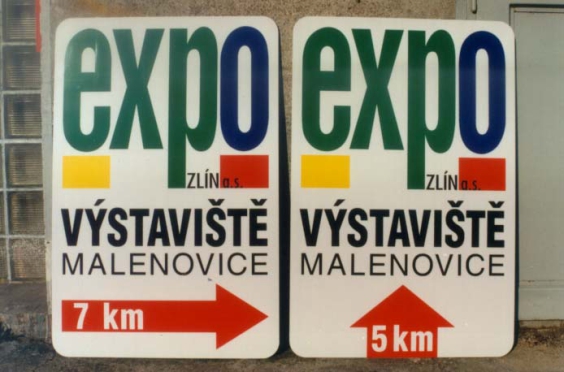 expo
ZLÍN a.s.
VÝSTAVIŠTĚ
MALENOVICE
7 km
expo
ZLÍN a.s.
VÝSTAVIŠTĚ
MALENOVICE
5 km